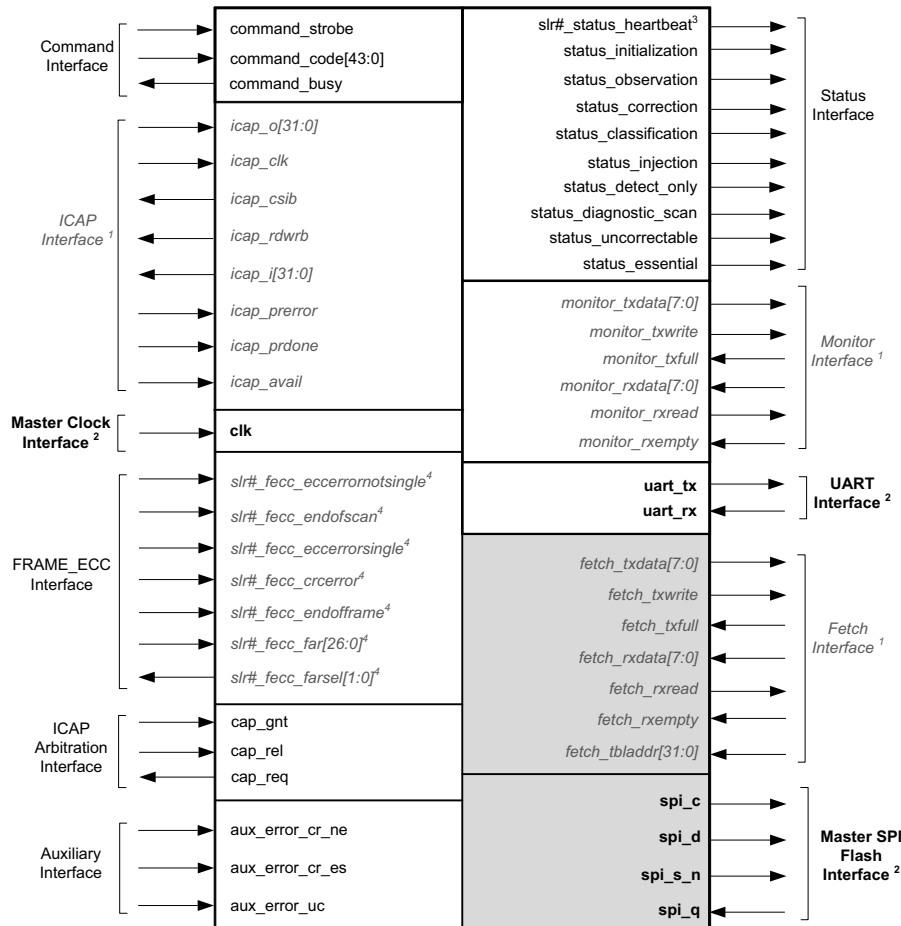 Command
Interface
command_strobe
command_code[43:0]
command_busy
ICAP
Interface 1
icap_o[31:0]
icap_clk
icap_csib
icap_rdwrb
icap_i[31:0]
icap_prerror
icap_prdone
icap_avail
Master Clock
Interface 2
clk
FRAME_ECC
Interface
slr#_fecc_eccerrornotsingle4
slr#_fecc_endofscan4
slr#_fecc_eccerrorsingle4
slr#_fecc_crcerror4
slr#_fecc_endofframe4
slr#_fecc_far[26:0]4
slr#_fecc_farsel[1:0]4
ICAP
Arbitration
Interface
cap_gnt
cap_rel
cap_req
Auxiliary
Interface
aux_error_cr_ne
aux_error_cr_es
aux_error_uc
slr#_status_heartbeat3
status_initialization
status_observation
status_correction
status_classification
status_injection
status_detect_only
status_diagnostic_scan
status_uncorrectable
status_essential
Status
Interface
monitor_txdata[7:0]
monitor_txwrite
monitor_txfull
monitor_rxdata[7:0]
monitor_rxread
monitor_rxempty
Monitor
Interface 1
uart_tx
uart_rx
UART
Interface 2
fetch_txdata[7:0]
fetch_txwrite
fetch_txfull
fetch_rxdata[7:0]
fetch_rxread
fetch_rxempty
fetch_tbladdr[31:0]
Fetch
Interface 1
spi_c
spi_d
spi_s_n
spi_q
Master SPI
Flash
Interface 2